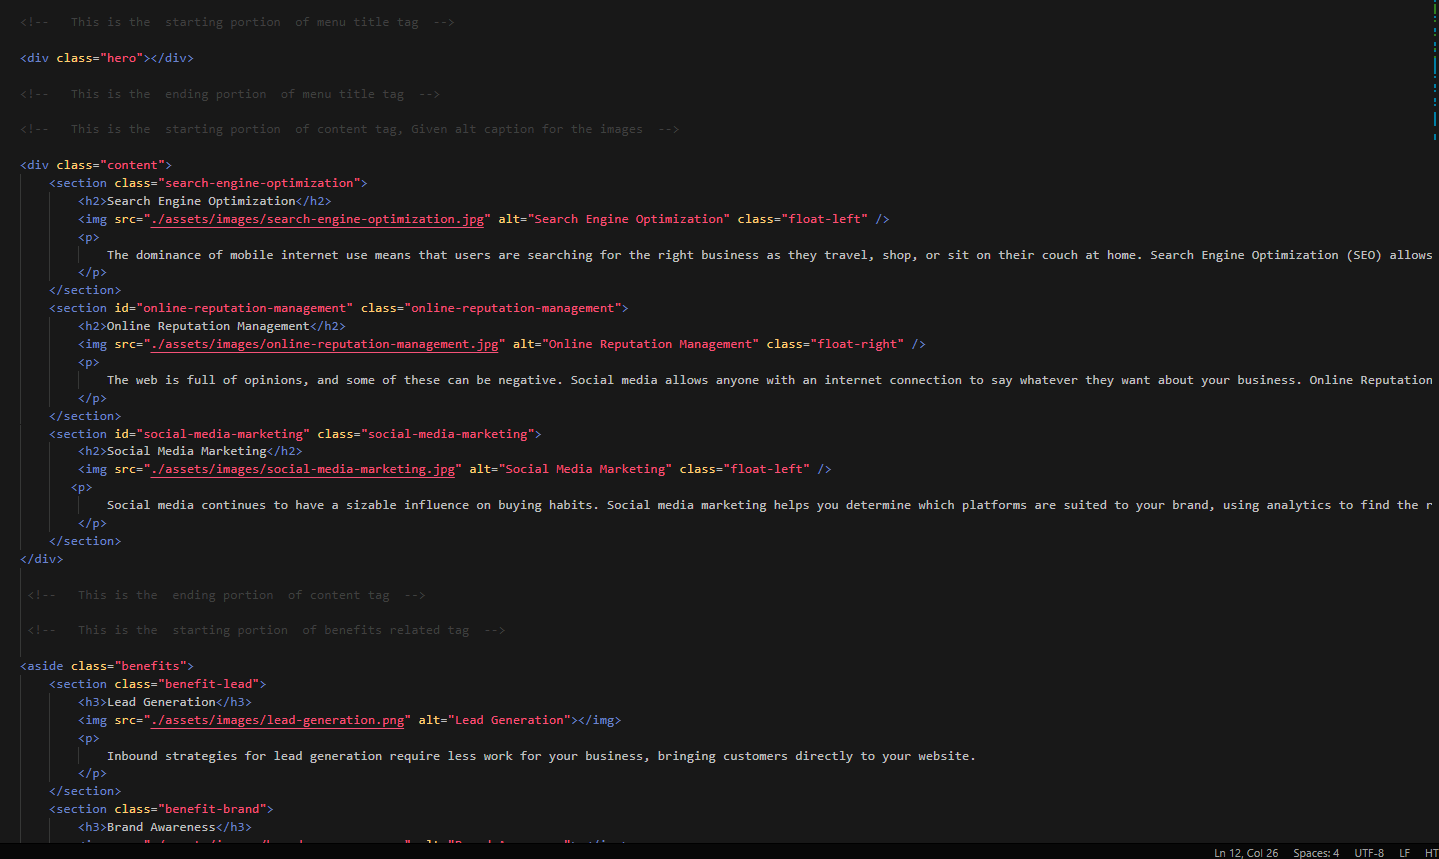 <!--   This is the  starting portion  of menu title tag  -->
<div class="hero"></div>
<!--   This is the  ending portion  of menu title tag  -->
<!--   This is the  starting portion  of content tag, Given alt caption for the images  -->
<div class="content">
<section class="search-engine-optimization">
<h2>Search Engine Optimization</h2>
<img src="./assets/images/search-engine-optimization.jpg" alt="Search Engine Optimization" class="float-left" />
<p>
The dominance of mobile internet use means that users are searching for the right business as they travel, shop, or sit on their couch at home. Search Engine Optimization (SEO) allows
</p>
</section>
<section id="online-reputation-management" class="online-reputation-management">
<h2>Online Reputation Management</h2>
<img src="./assets/images/online-reputation-management.jpg" alt="Online Reputation Management" class="float-right" />
<p>
The web is full of opinions, and some of these can be negative. Social media allows anyone with an internet connection to say whatever they want about your business. Online Reputation
</p>
</section>
<section id="social-media-marketing" class="social-media-marketing">
<h2>Social Media Marketing</h2>
<img src="./assets/images/social-media-marketing.jpg" alt="Social Media Marketing" class="float-left" />
<p>
Social media continues to have a sizable influence on buying habits. Social media marketing helps you determine which platforms are suited to your brand, using analytics to find the r
</p>
</section>
</div>
<!--   This is the  ending portion  of content tag  -->
<!--   This is the  starting portion  of benefits related tag  -->
<aside class="benefits">
<section class="benefit-lead">
<h3>Lead Generation</h3>
<img src="./assets/images/lead-generation.png" alt="Lead Generation"></img>
<p>
Inbound strategies for lead generation require less work for your business, bringing customers directly to your website.
</p>
</section>
<section class="benefit-brand">
<h3>Brand Awareness</h3>
Ln 12, Col 26   Spaces: 4   UTF-8   LF   HT